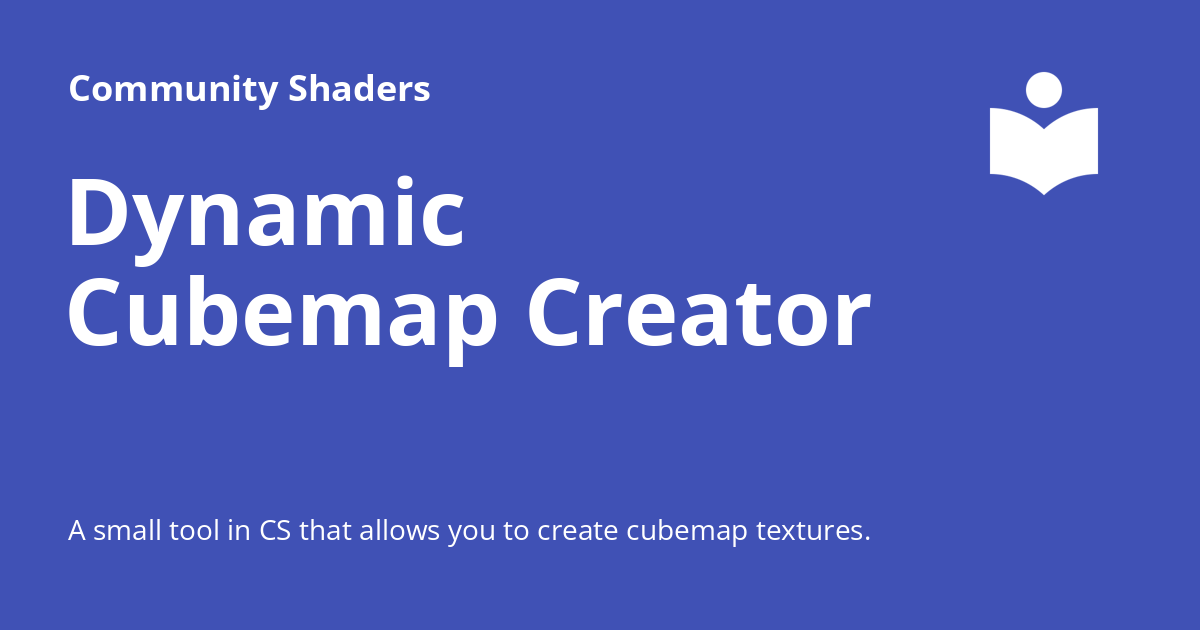 Community Shaders
Dynamic
Cubemap Creator
A small tool in CS that allows you to create cubemap textures.